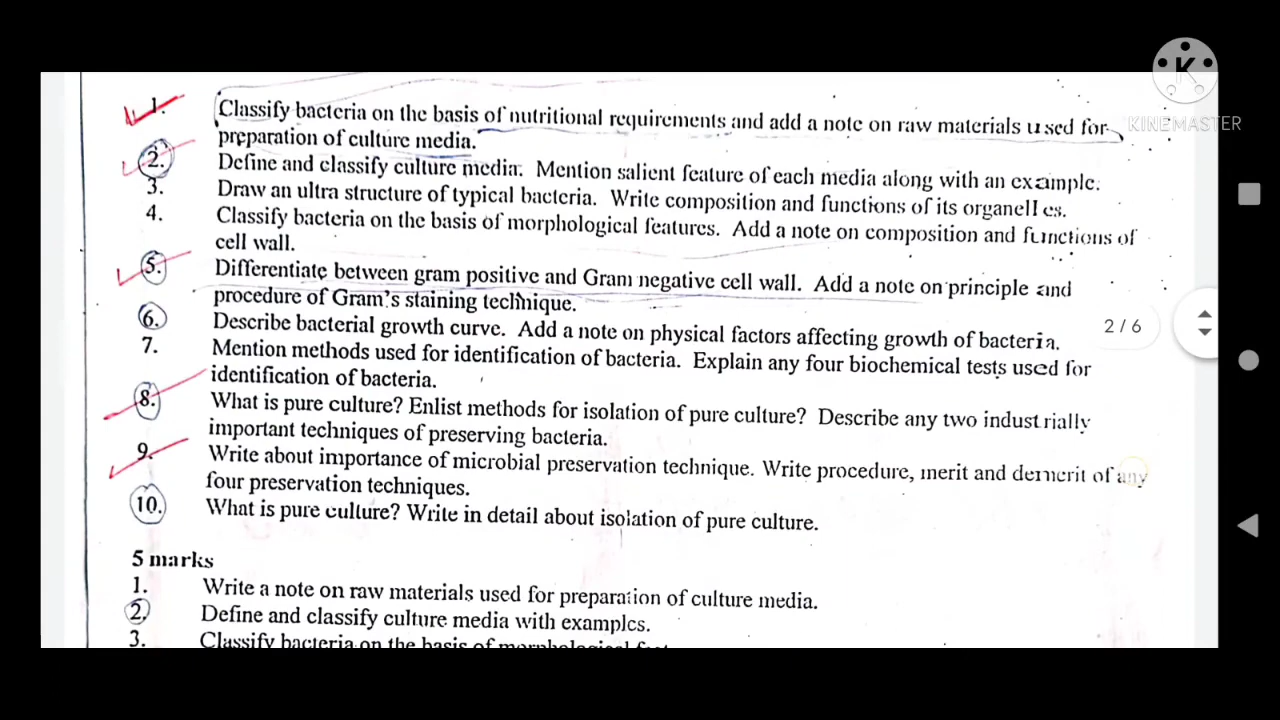 K
KINEMASTER
1. Classify bacteria on the basis of nutritional requirements and add a note on raw materials used for
preparation of culture media.
2. Define and classify culture media. Mention salient feature of each media along with an example.
3. Draw an ultra structure of typical bacteria. Write composition and functions of its organelles.
4. Classify bacteria on the basis of morphological features. Add a note on composition and functions of
cell wall.
5. Differentiate between gram positive and Gram negative cell wall. Add a note on principle and
procedure of Gram's staining technique.
6. Describe bacterial growth curve. Add a note on physical factors affecting growth of bacteria.
2 / 6
7. Mention methods used for identification of bacteria. Explain any four biochemical tests used for
identification of bacteria.
8. What is pure culture? Enlist methods for isolation of pure culture? Describe any two industrially
important techniques of preserving bacteria.
9. Write about importance of microbial preservation technique. Write procedure, merit and demerit of any
four preservation techniques.
10. What is pure culture? Write in detail about isolation of pure culture.
5 marks
1. Write a note on raw materials used for preparation of culture media.
2. Define and classify culture media with examples.
3. Classify bacteria on the basis of morphological